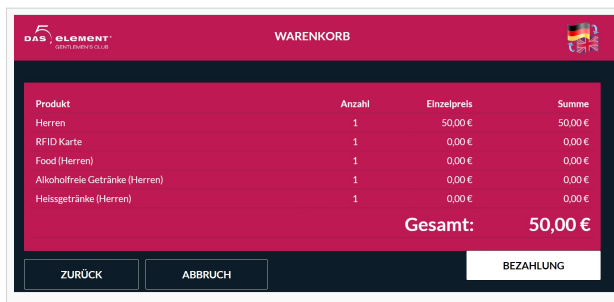 DAS 5 ELEMENT
GENTLEMEN'S CLUB
WARENKORB
Produkt Anzahl Einzelpreis Summe
Herren 1 50,00 € 50,00 €
RFID Karte 1 0,00 € 0,00 €
Food (Herren) 1 0,00 € 0,00 €
Alkoholfreie Getränke (Herren) 1 0,00 € 0,00 €
Heissgetränke (Herren) 1 0,00 € 0,00 €
Gesamt: 50,00 €
ZURÜCK ABBRUCH BEZAHLUNG